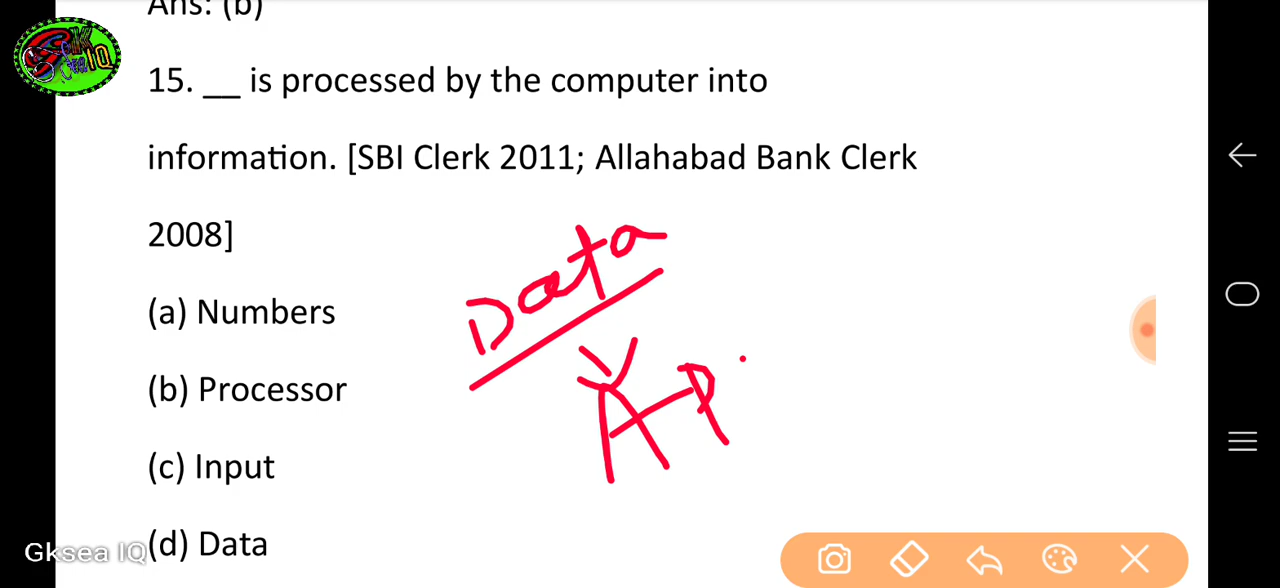 Ans: (b)
15. __ is processed by the computer into
information. [SBI Clerk 2011; Allahabad Bank Clerk
2008]
Data
(a) Numbers
(b) Processor
(c) Input
(d) Data
Gksea IQ